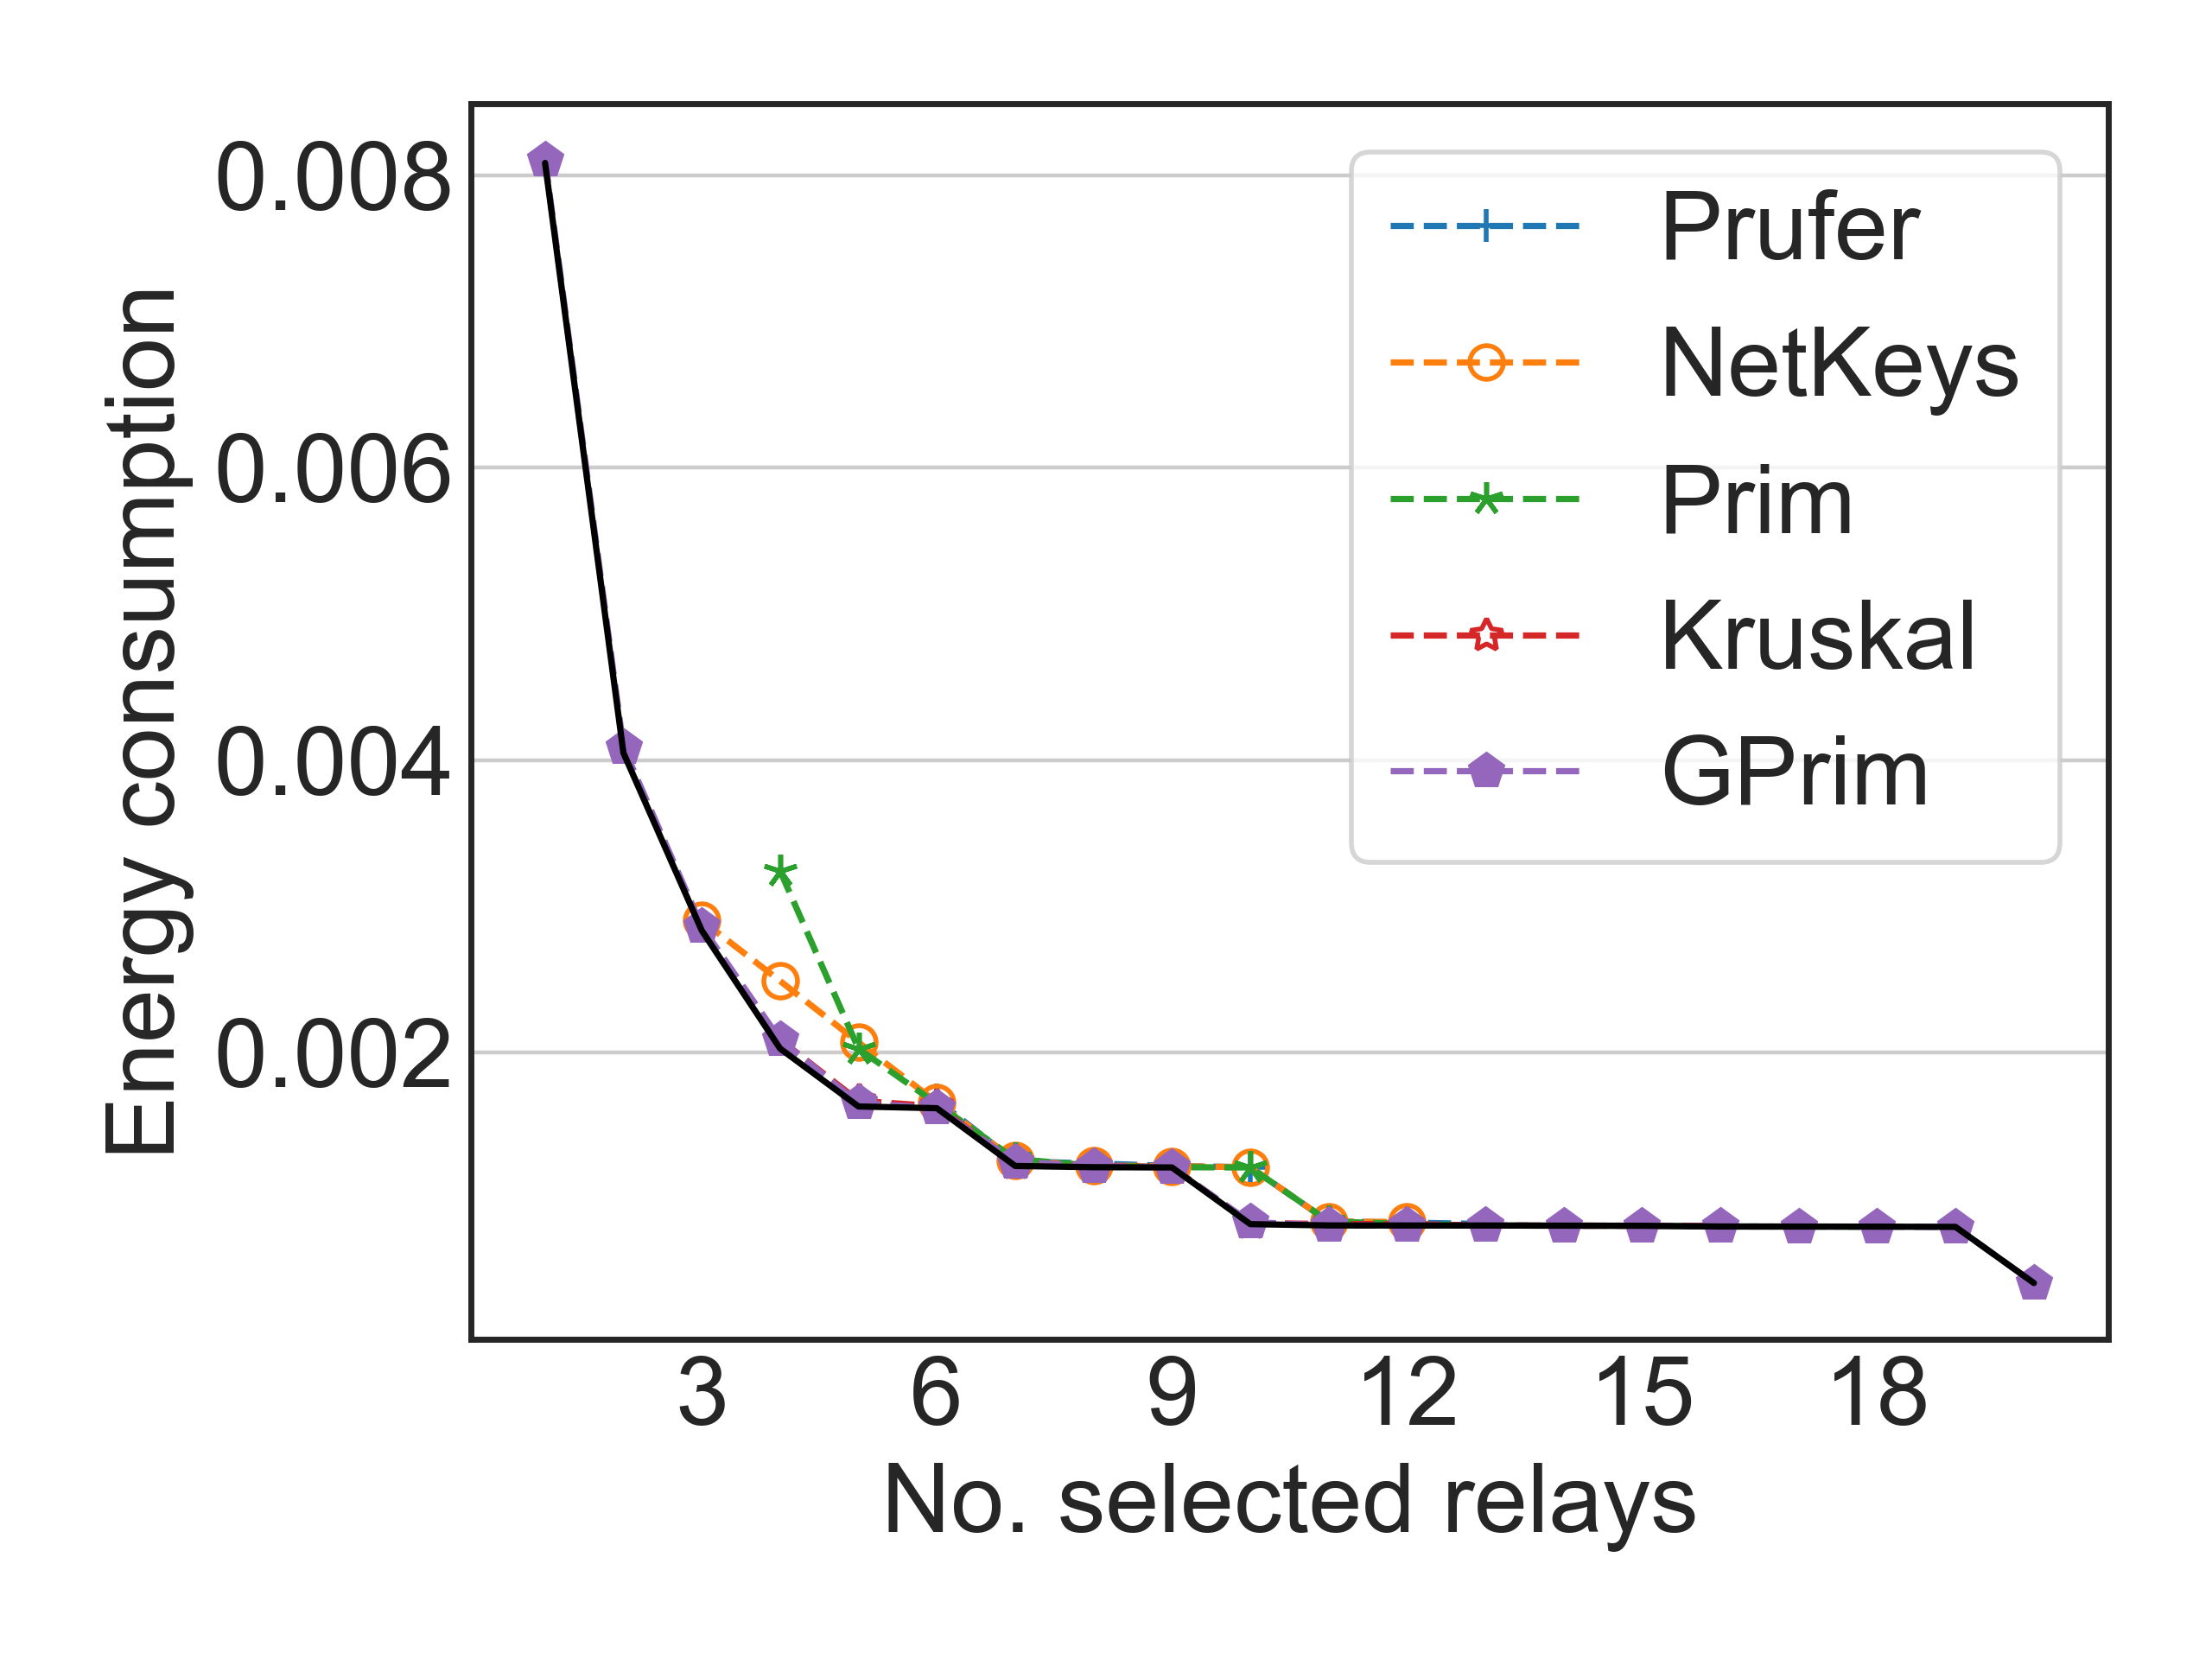 Energy consumption
0.008
0.006
0.004
0.002
Prufer
NetKeys
Prim
Kruskal
GPrim
3 6 9 12 15 18
No. selected relays